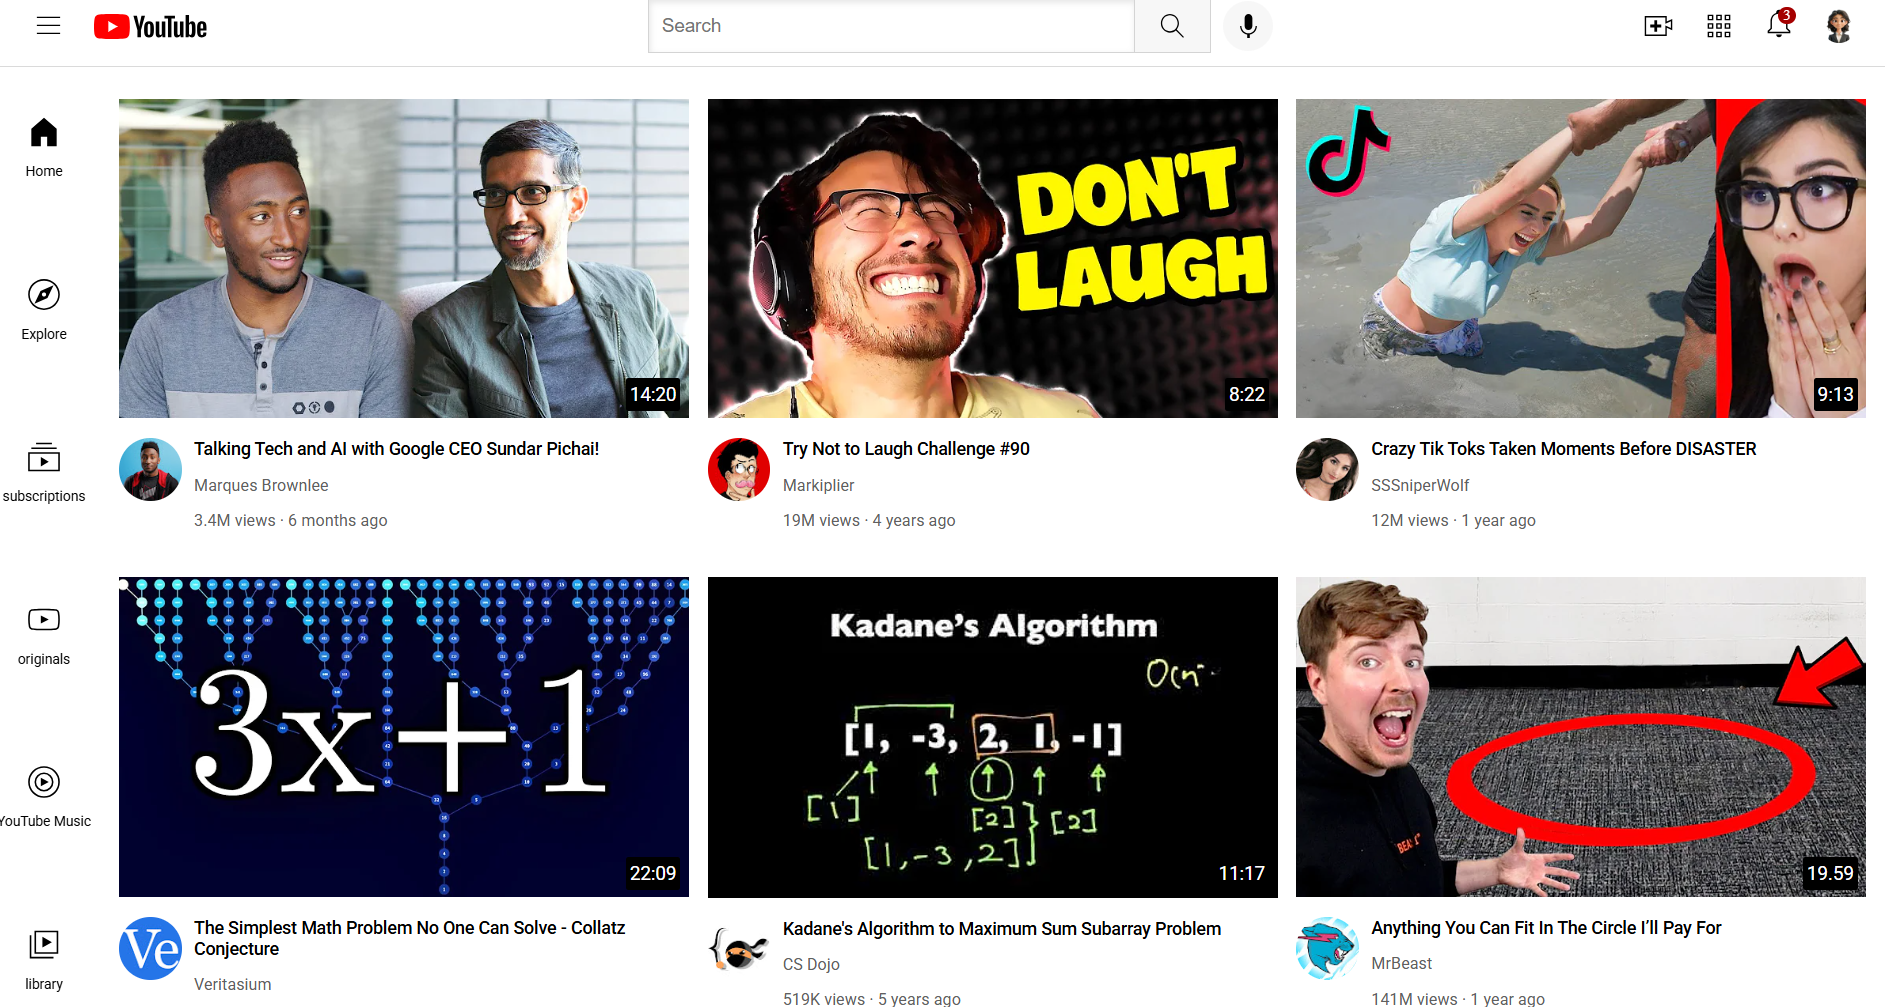 YouTube
Search
3
Home
Explore
subscriptions
originals
YouTube Music
library
14:20
Talking Tech and AI with Google CEO Sundar Pichai!
Marques Brownlee
3.4M views · 6 months ago
DON'T
LAUGH
8:22
Try Not to Laugh Challenge #90
Markiplier
19M views · 4 years ago
9:13
Crazy Tik Toks Taken Moments Before DISASTER
SSSniperWolf
12M views · 1 year ago
3x+1
22:09
Ve
The Simplest Math Problem No One Can Solve - Collatz
Conjecture
Veritasium
Kadane's Algorithm
[1, -3, 2, 1, -1]
[1]
[2]
[2]
[1, -3, 2]
11:17
Kadane's Algorithm to Maximum Sum Subarray Problem
CS Dojo
519K views · 5 years ago
19.59
Anything You Can Fit In The Circle I’ll Pay For
MrBeast
141M views · 1 year ago